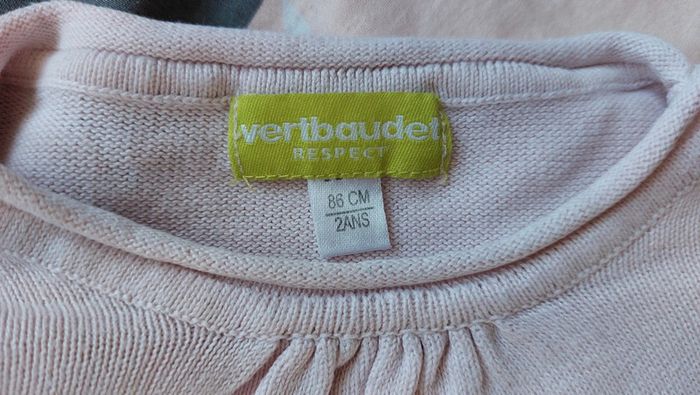 vertbaudet
RESPECT
86 CM
2ANS